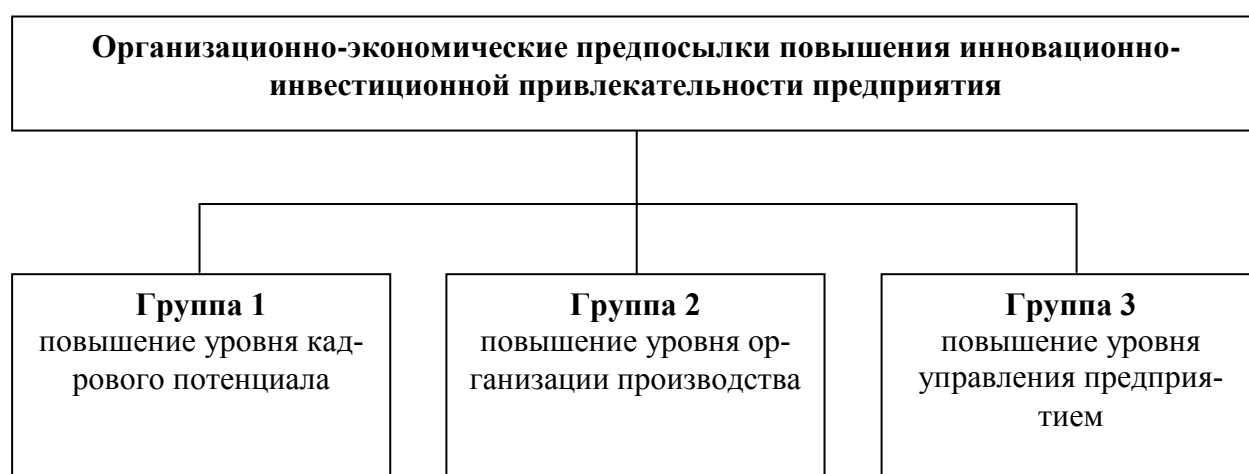 Организационно-экономические предпосылки повышения инновационно-
инвестиционной привлекательности предприятия
Группа 1
повышение уровня кад-
рового потенциала
Группа 2
повышение уровня ор-
ганизации производства
Группа 3
повышение уровня
управления предприя-
тием